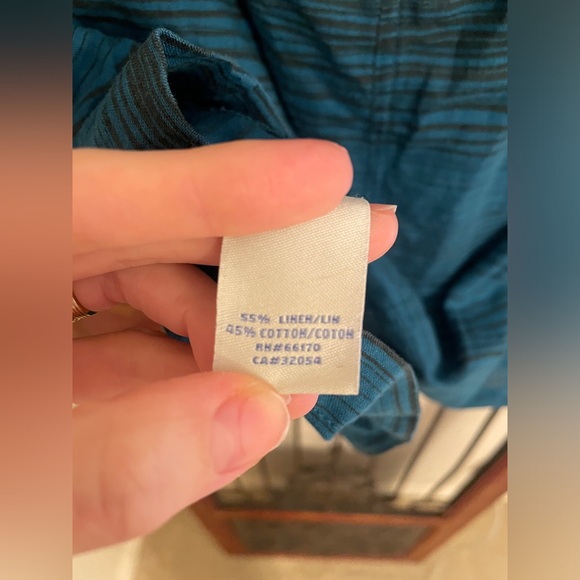 55% LINEN/LIN
45% COTTON/COTON
RN#66170
CA#32054